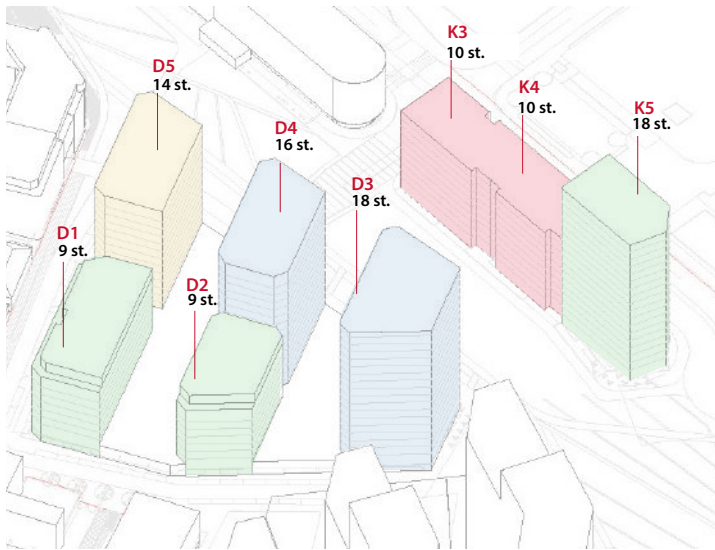 K3
10 st.
D5
14 st.
K4
10 st.
K5
18 st.
D4
16 st.
D3
18 st.
D1
9 st.
D2
9 st.